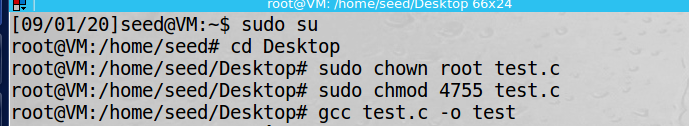 root@VM: /home/seed/Desktop 66x24
[09/01/20]seed@VM:~$ sudo su
root@VM:/home/seed# cd Desktop
root@VM:/home/seed/Desktop# sudo chown root test.c
root@VM:/home/seed/Desktop# sudo chmod 4755 test.c
root@VM:/home/seed/Desktop# gcc test.c -o test